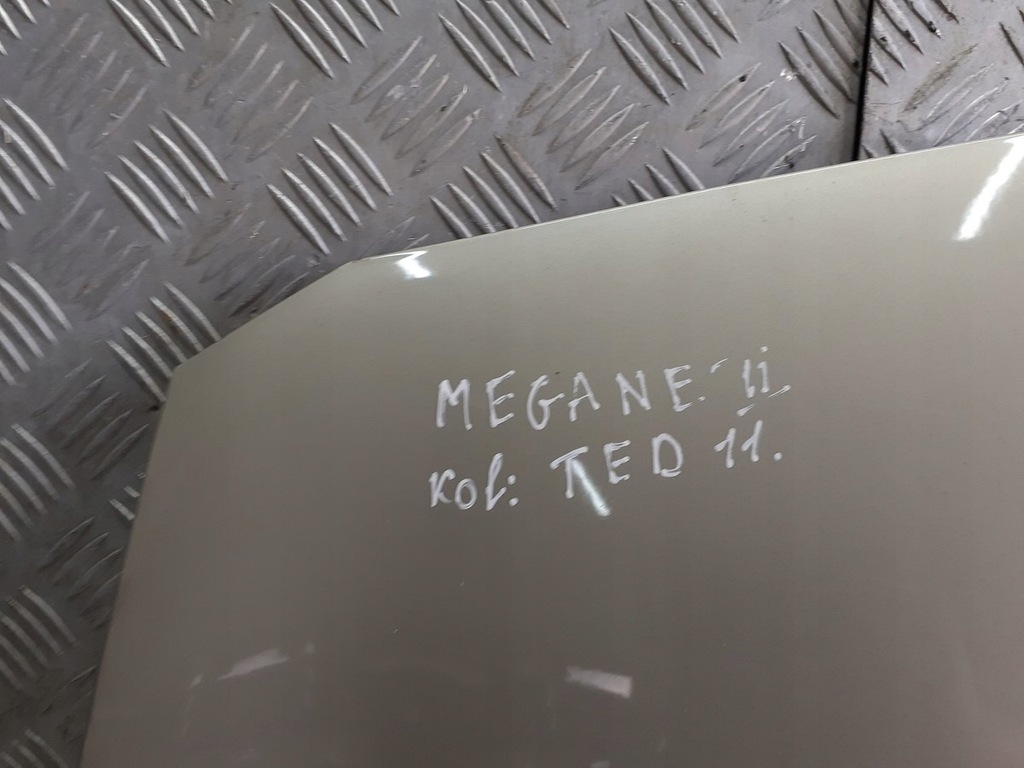 MEGANE. ii
Kol: TED 11.